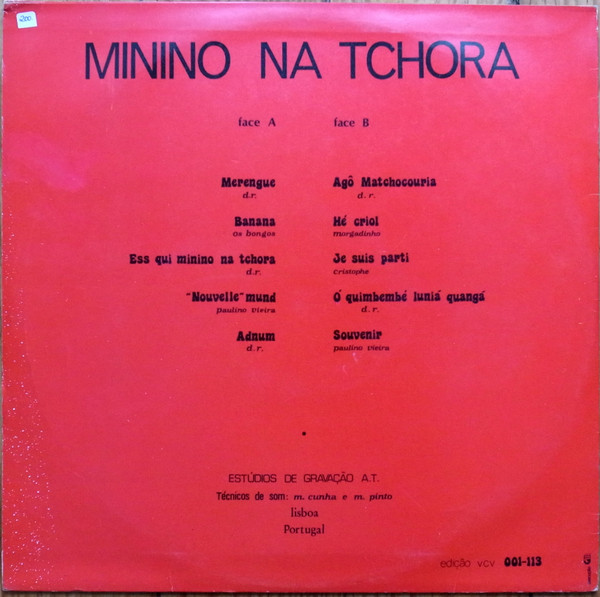 200
MININO NA TCHORA
face A
Merengue
d.r.
Banana
os bongos
Ess qui minino na tchora
d.r.
"Nouvelle" mund
paulino vieira
Adnum
d.r.
face B
Agô Matchocouria
d. r.
Hé criol
morgadinho
Je suis parti
cristophe
Ó quimbembé luniá quangá
d. r.
Souvenir
paulino vieira
ESTÚDIOS DE GRAVAÇÃO A.T.
Técnicos de som: m. cunha e m. pinto
lisboa
Portugal
edição vcv 001-113